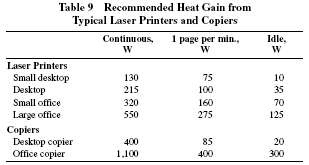 Table 9 Recommended Heat Gain from
Typical Laser Printers and Copiers
Continuous, 1 page per min., Idle,
W W W
Laser Printers
Small desktop 130 75 10
Desktop 215 100 35
Small office 320 160 70
Large office 550 275 125
Copiers
Desktop copier 400 85 20
Office copier 1,100 400 300